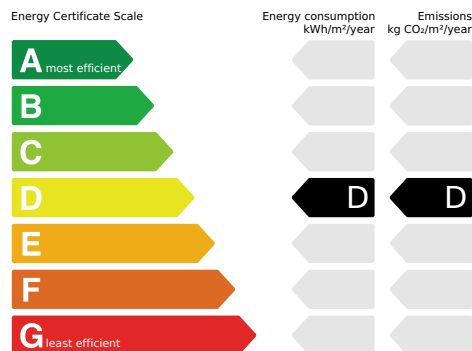 Energy Certificate Scale
Energy consumption
kWh/m²/year
Emissions
kg CO₂/m²/year
A most efficient
B
C
D D D
E
F
G least efficient